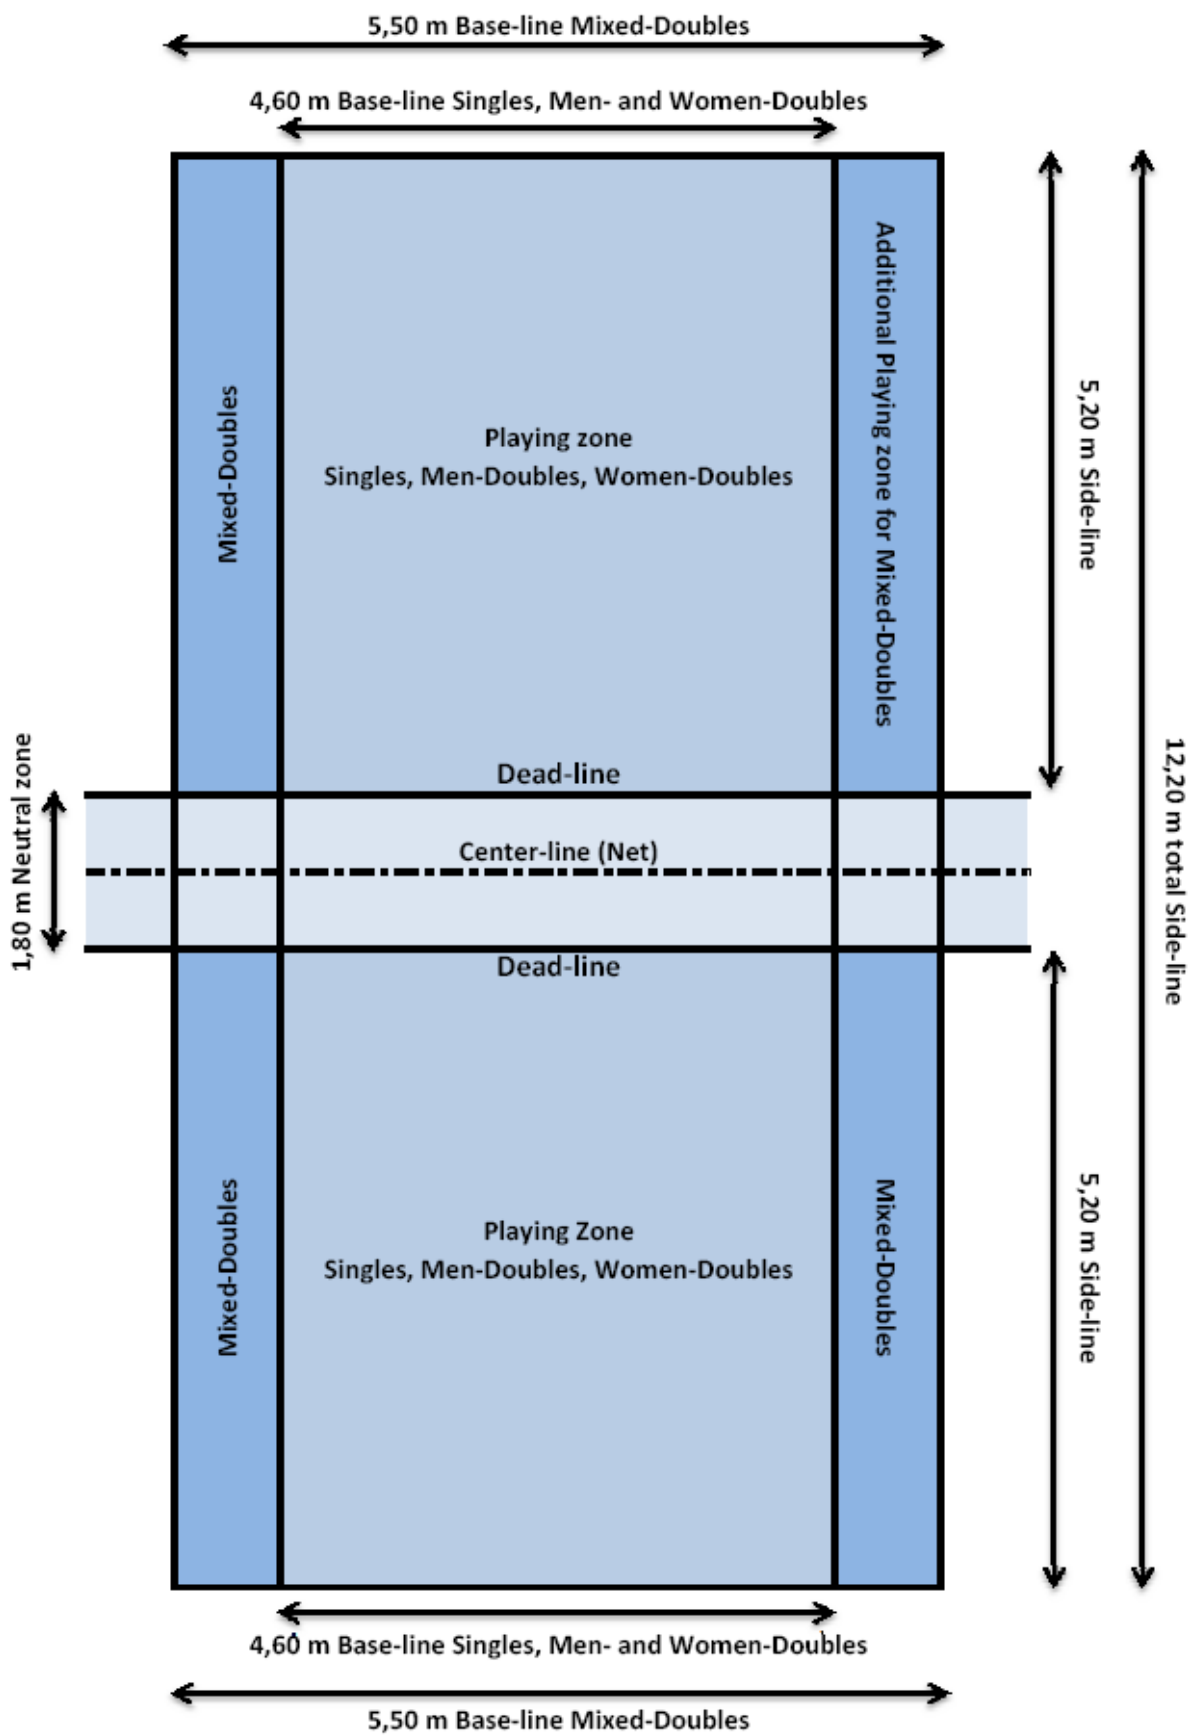 5,50 m Base-line Mixed-Doubles
4,60 m Base-line Singles, Men- and Women-Doubles
Mixed-Doubles
Playing zone
Singles, Men-Doubles, Women-Doubles
Additional Playing zone for Mixed-Doubles
5,20 m Side-line
12,20 m total Side-line
1,80 m Neutral zone
Dead-line
Center-line (Net)
Dead-line
Mixed-Doubles
Playing Zone
Singles, Men-Doubles, Women-Doubles
Mixed-Doubles
5,20 m Side-line
4,60 m Base-line Singles, Men- and Women-Doubles
5,50 m Base-line Mixed-Doubles